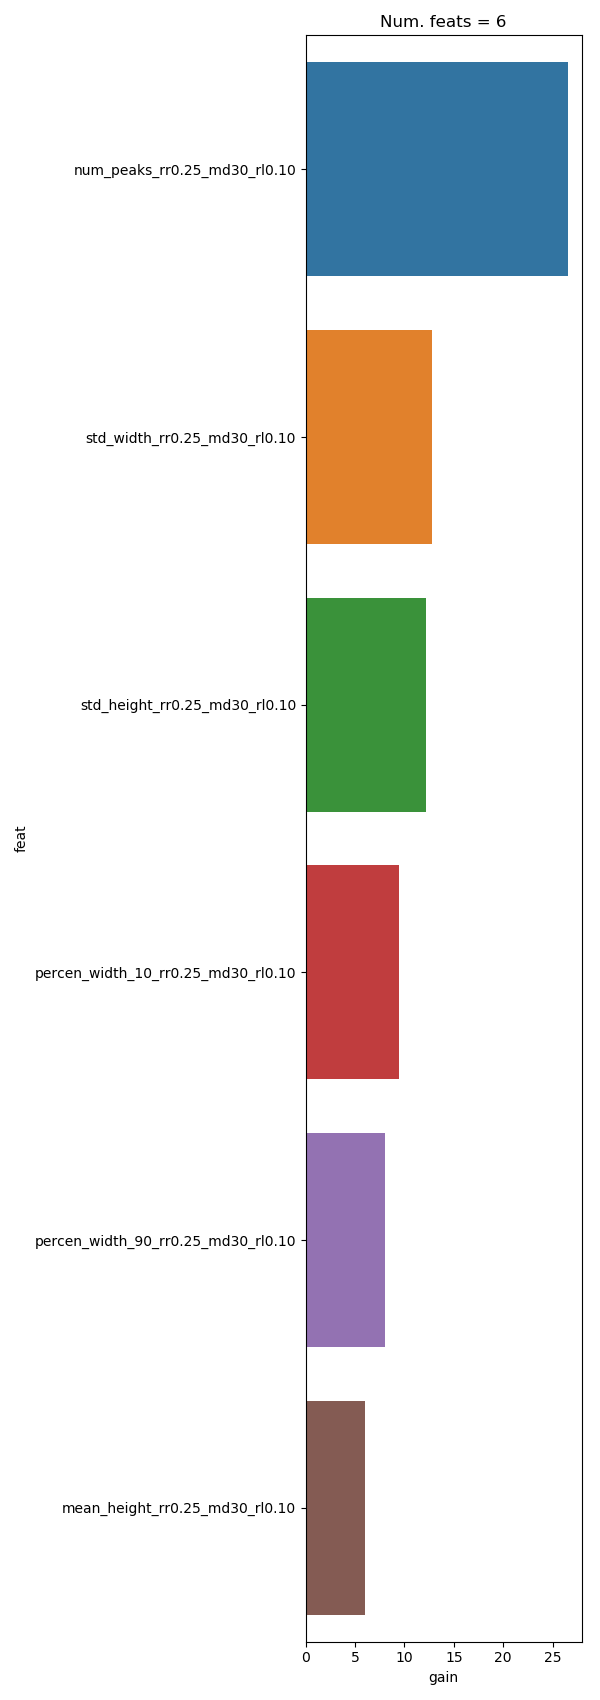 Num. feats = 6
num_peaks_rr0.25_md30_rl0.10
std_width_rr0.25_md30_rl0.10
std_height_rr0.25_md30_rl0.10
feat
percen_width_10_rr0.25_md30_rl0.10
percen_width_90_rr0.25_md30_rl0.10
mean_height_rr0.25_md30_rl0.10
0 5 10 15 20 25
gain